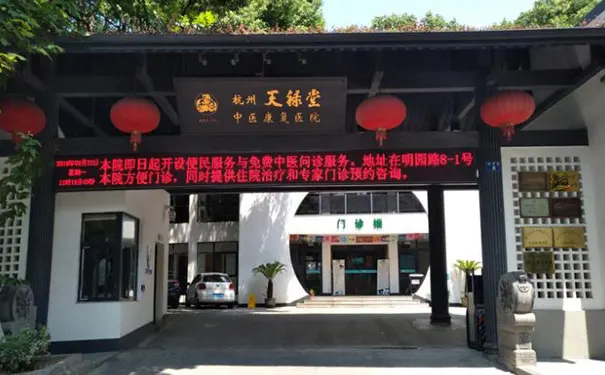 杭州 天禄堂
中医康复医院
本院即日起开设便民服务与免费中医问诊服务。地址在明园路8-1号
本院方便门诊，同时提供住院治疗和专家门诊预约咨询。
门诊楼